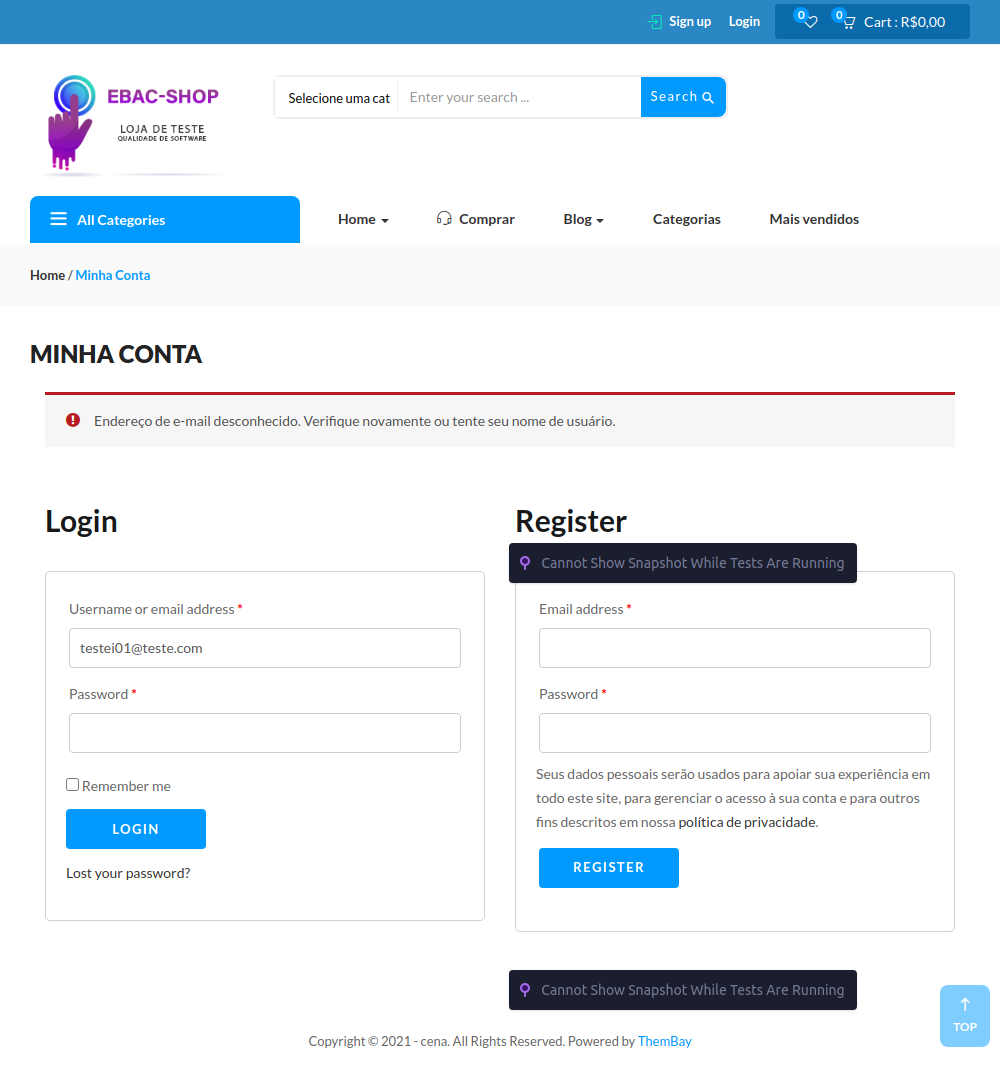 Sign up
Login
0
0
Cart : R$0,00
EBAC-SHOP
LOJA DE TESTE
QUALIDADE DE SOFTWARE
Selecione uma cat
Enter your search ...
Search
All Categories
Home
Comprar
Blog
Categorias
Mais vendidos
Home / Minha Conta
MINHA CONTA
Endereço de e-mail desconhecido. Verifique novamente ou tente seu nome de usuário.
Login
Username or email address *
testei01@teste.com
Password *
Remember me
LOGIN
Lost your password?
Register
Cannot Show Snapshot While Tests Are Running
Email address *
Password *
Seus dados pessoais serão usados para apoiar sua experiência em
todo este site, para gerenciar o acesso à sua conta e para outros
fins descritos em nossa política de privacidade.
REGISTER
Cannot Show Snapshot While Tests Are Running
TOP
Copyright © 2021 - cena. All Rights Reserved. Powered by ThemBay